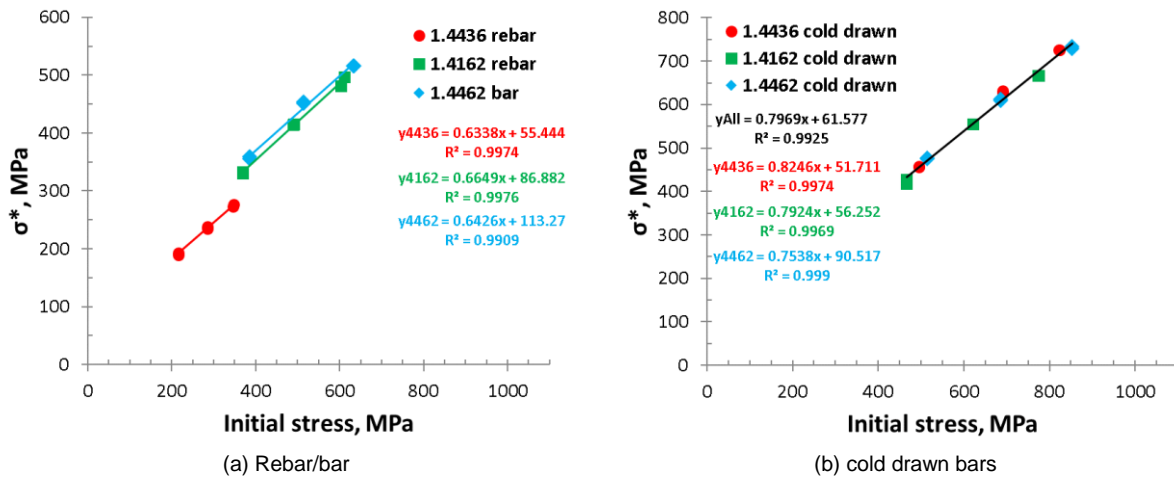 600
500
400
300
200
100
0
σ*, MPa
1.4436 rebar
1.4162 rebar
1.4462 bar
y4436 = 0.6338x + 55.444
R² = 0.9974
y4162 = 0.6649x + 86.882
R² = 0.9976
y4462 = 0.6426x + 113.27
R² = 0.9909
0 200 400 600 800 1000
Initial stress, MPa
(a) Rebar/bar
800
700
600
500
400
300
200
100
0
σ*, MPa
1.4436 cold drawn
1.4162 cold drawn
1.4462 cold drawn
yAll = 0.7969x + 61.577
R² = 0.9925
y4436 = 0.8246x + 51.711
R² = 0.9974
y4162 = 0.7924x + 56.252
R² = 0.9969
y4462 = 0.7538x + 90.517
R² = 0.999
0 200 400 600 800 1000
Initial stress, MPa
(b) cold drawn bars